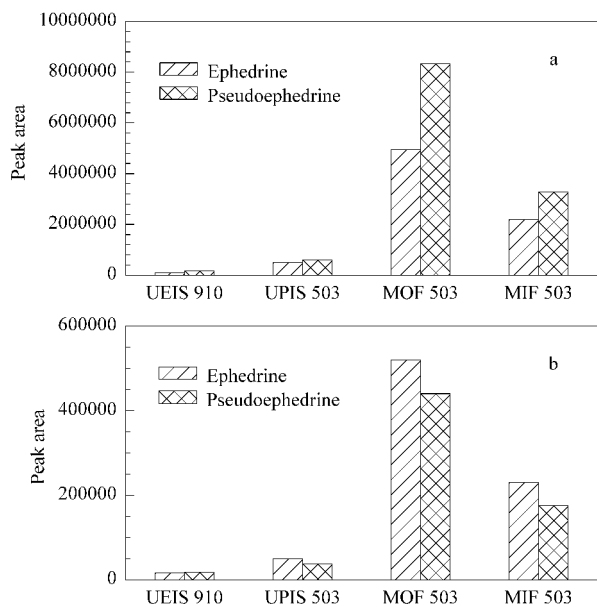 10000000
a
Ephedrine
8000000
Pseudoephedrine
6000000
Peak area
4000000
2000000
0
UEIS 910 UPIS 503 MOF 503 MIF 503
600000
b
Ephedrine
Pseudoephedrine
400000
Peak area
200000
0
UEIS 910 UPIS 503 MOF 503 MIF 503